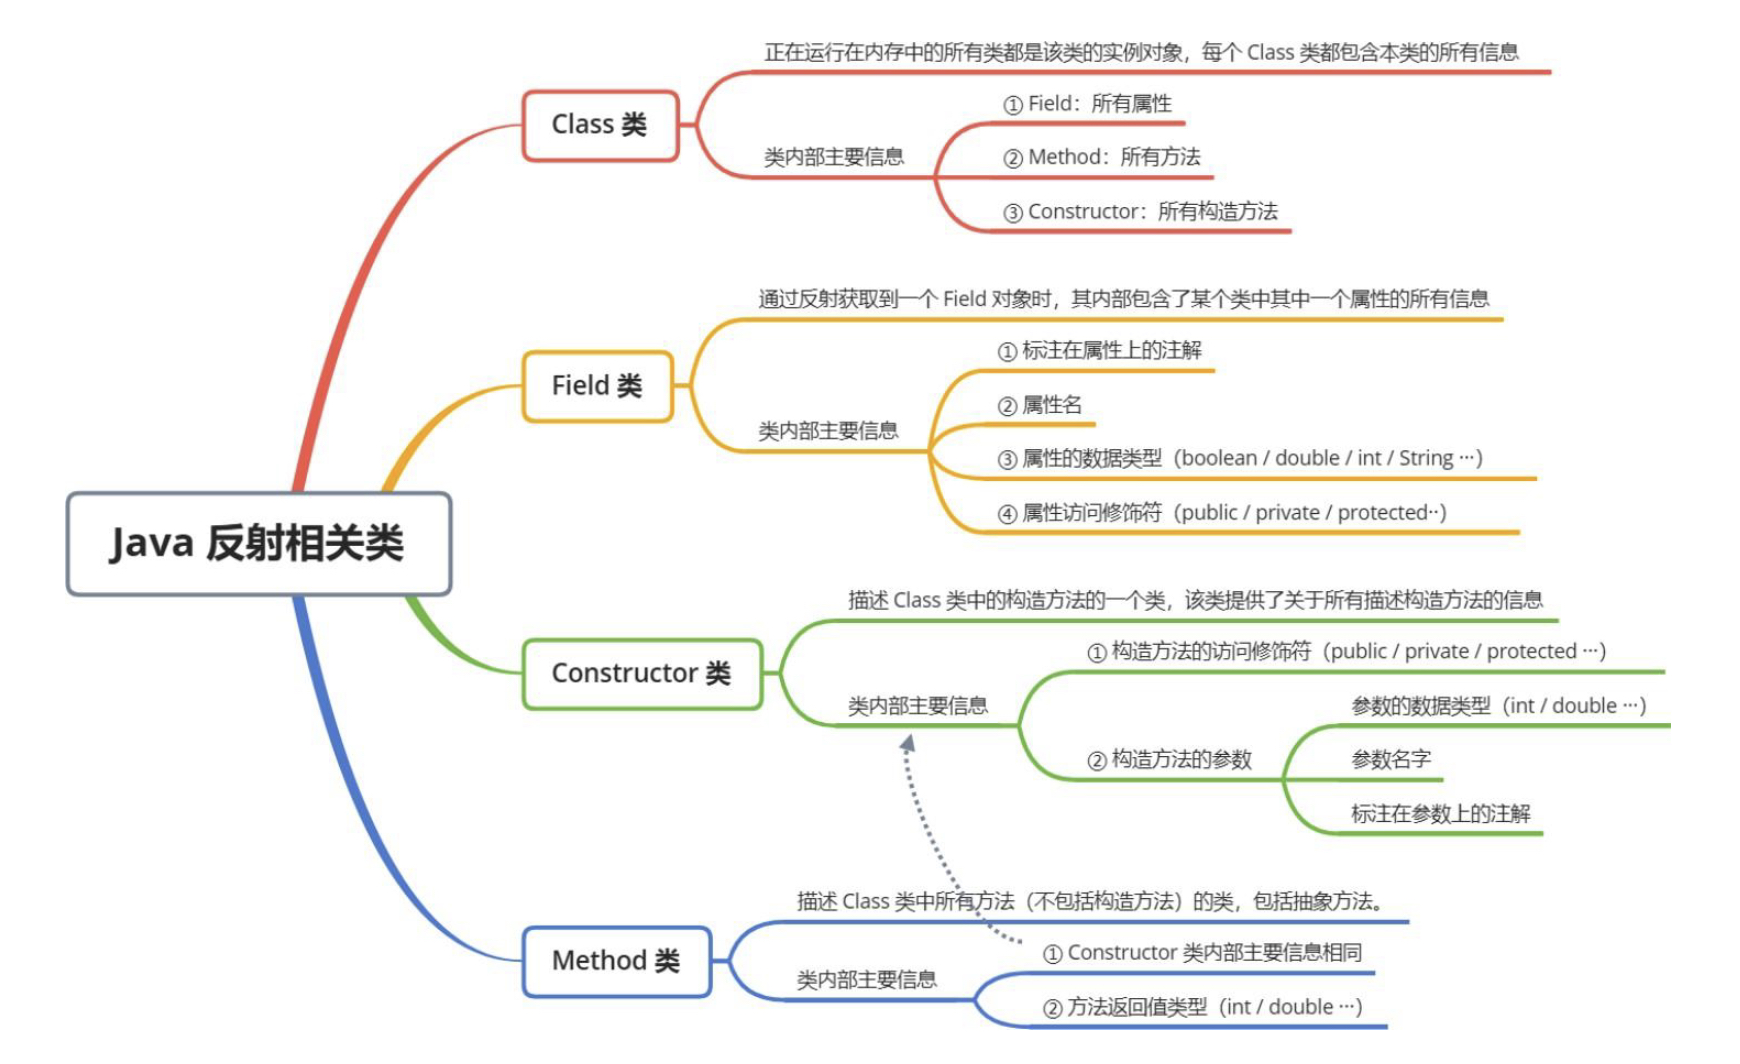 Java 反射相关类
Class 类
正在运行在内存中的所有类都是该类的实例对象，每个 Class 类都包含本类的所有信息
类内部主要信息
① Field：所有属性
② Method：所有方法
③ Constructor：所有构造方法
Field 类
通过反射获取到一个 Field 对象时，其内部包含了某个类中其中一个属性的所有信息
类内部主要信息
① 标注在属性上的注解
② 属性名
③ 属性的数据类型（boolean / double / int / String ···）
④ 属性访问修饰符（public / private / protected··）
Constructor 类
描述 Class 类中的构造方法的一个类，该类提供了关于所有描述构造方法的信息
类内部主要信息
① 构造方法的访问修饰符（public / private / protected ···）
② 构造方法的参数
参数的数据类型（int / double ···）
参数名字
标注在参数上的注解
Method 类
描述 Class 类中所有方法（不包括构造方法）的类，包括抽象方法。
类内部主要信息
① Constructor 类内部主要信息相同
② 方法返回值类型（int / double ···）